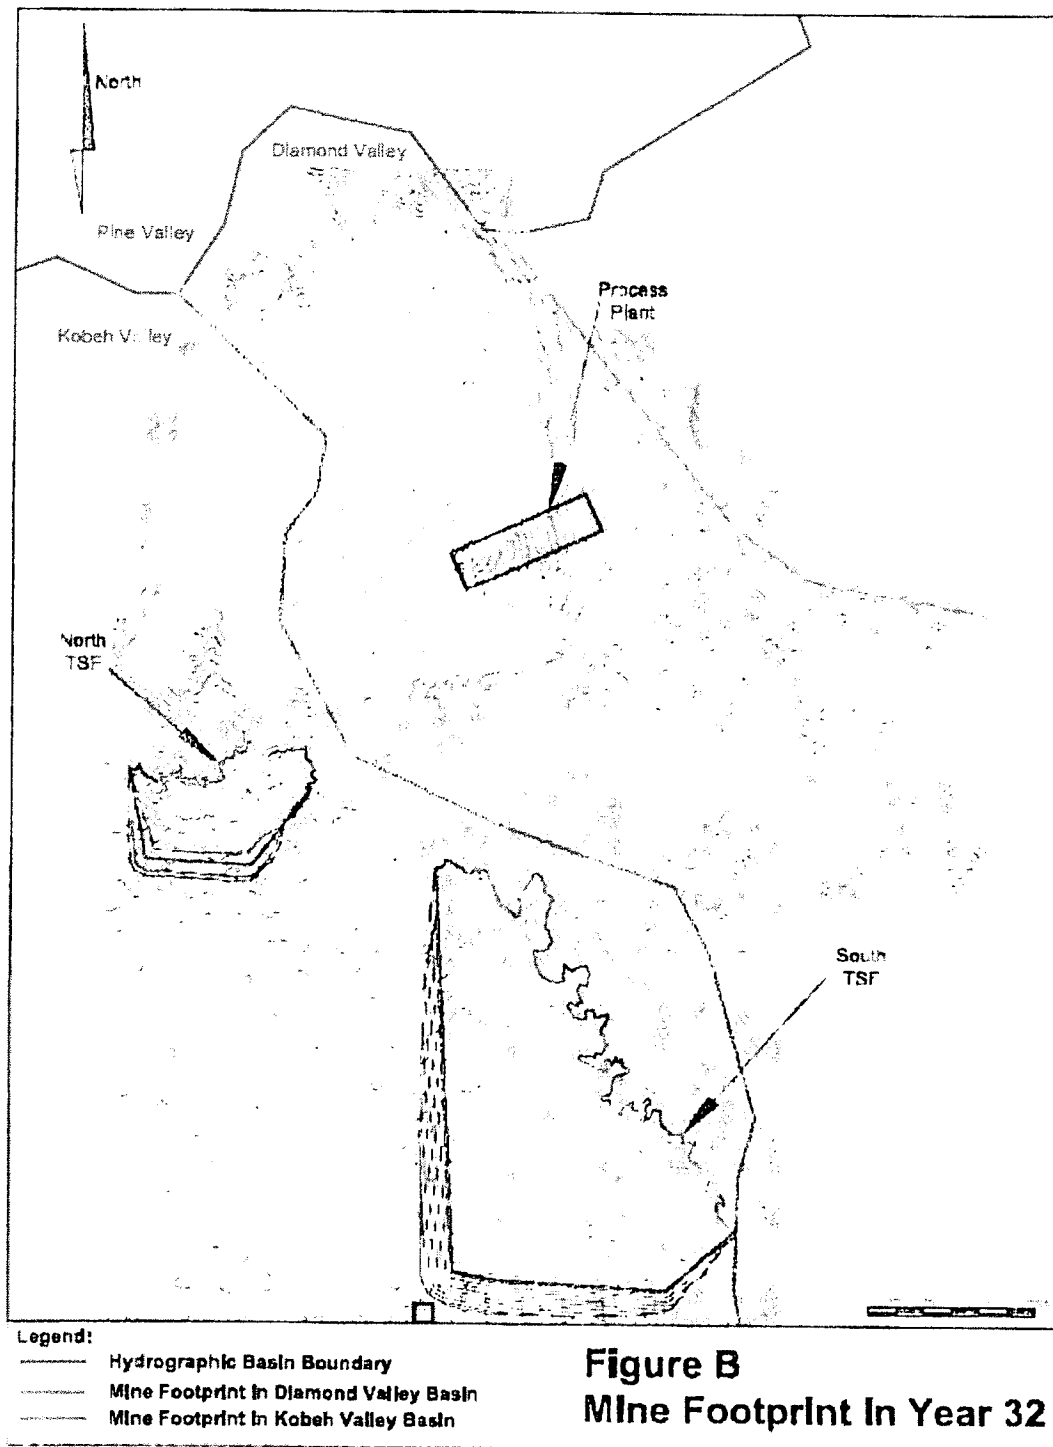 North
Diamond Valley
Pine Valley
Process
Plant
Kobeh Valley
North
TSF
South
TSF
Legend:
Hydrographic Basin Boundary
Mine Footprint in Diamond Valley Basin
Mine Footprint in Kobeh Valley Basin
Figure B
Mine Footprint in Year 32